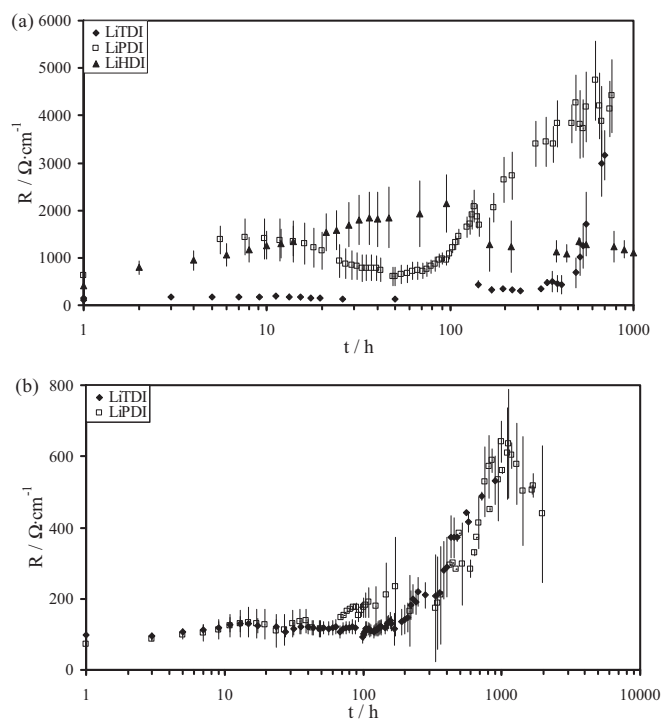 (a)
LiTDI
LiPDI
LiHDI
R / Ω·cm⁻¹
6000
5000
4000
3000
2000
1000
0
1 10 100 1000
t / h
(b)
LiTDI
LiPDI
R / Ω·cm⁻¹
800
600
400
200
0
1 10 100 1000 10000
t / h